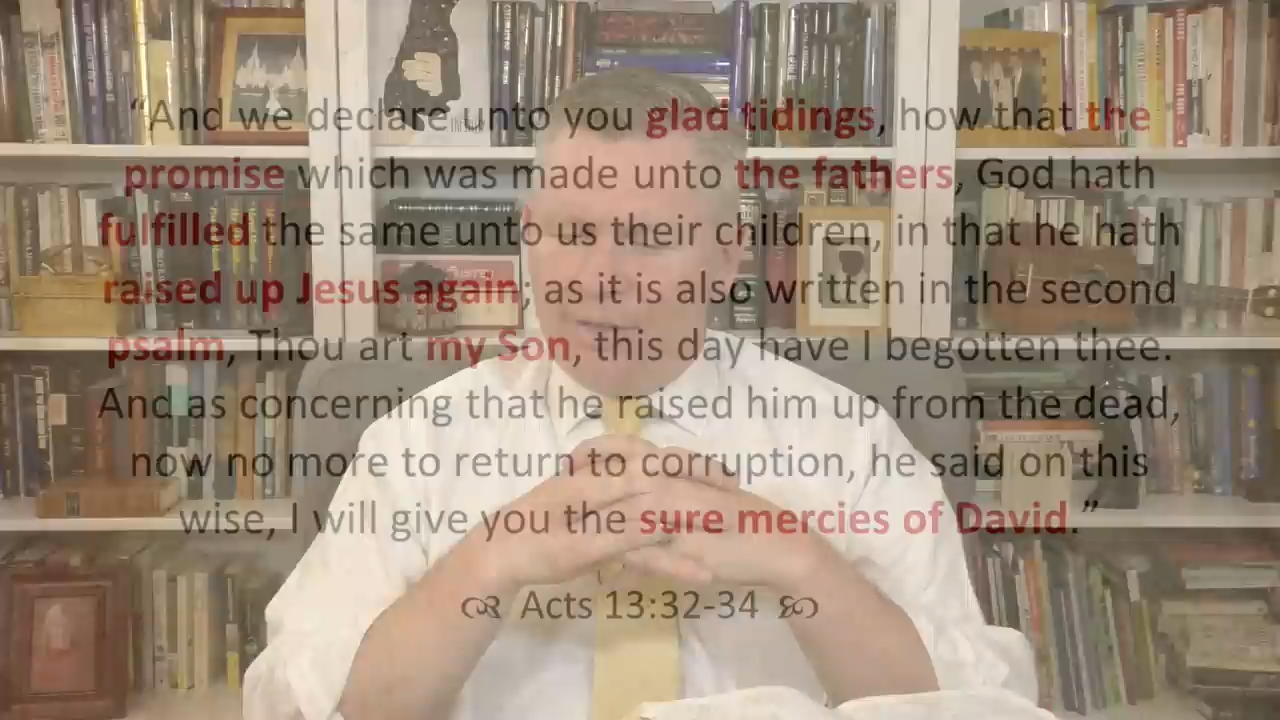 “And we declare unto you glad tidings, how that the
promise which was made unto the fathers, God hath
fulfilled the same unto us their children, in that he hath
raised up Jesus again; as it is also written in the second
psalm, Thou art my Son, this day have I begotten thee.
And as concerning that he raised him up from the dead,
now no more to return to corruption, he said on this
wise, I will give you the sure mercies of David.”
Acts 13:32-34